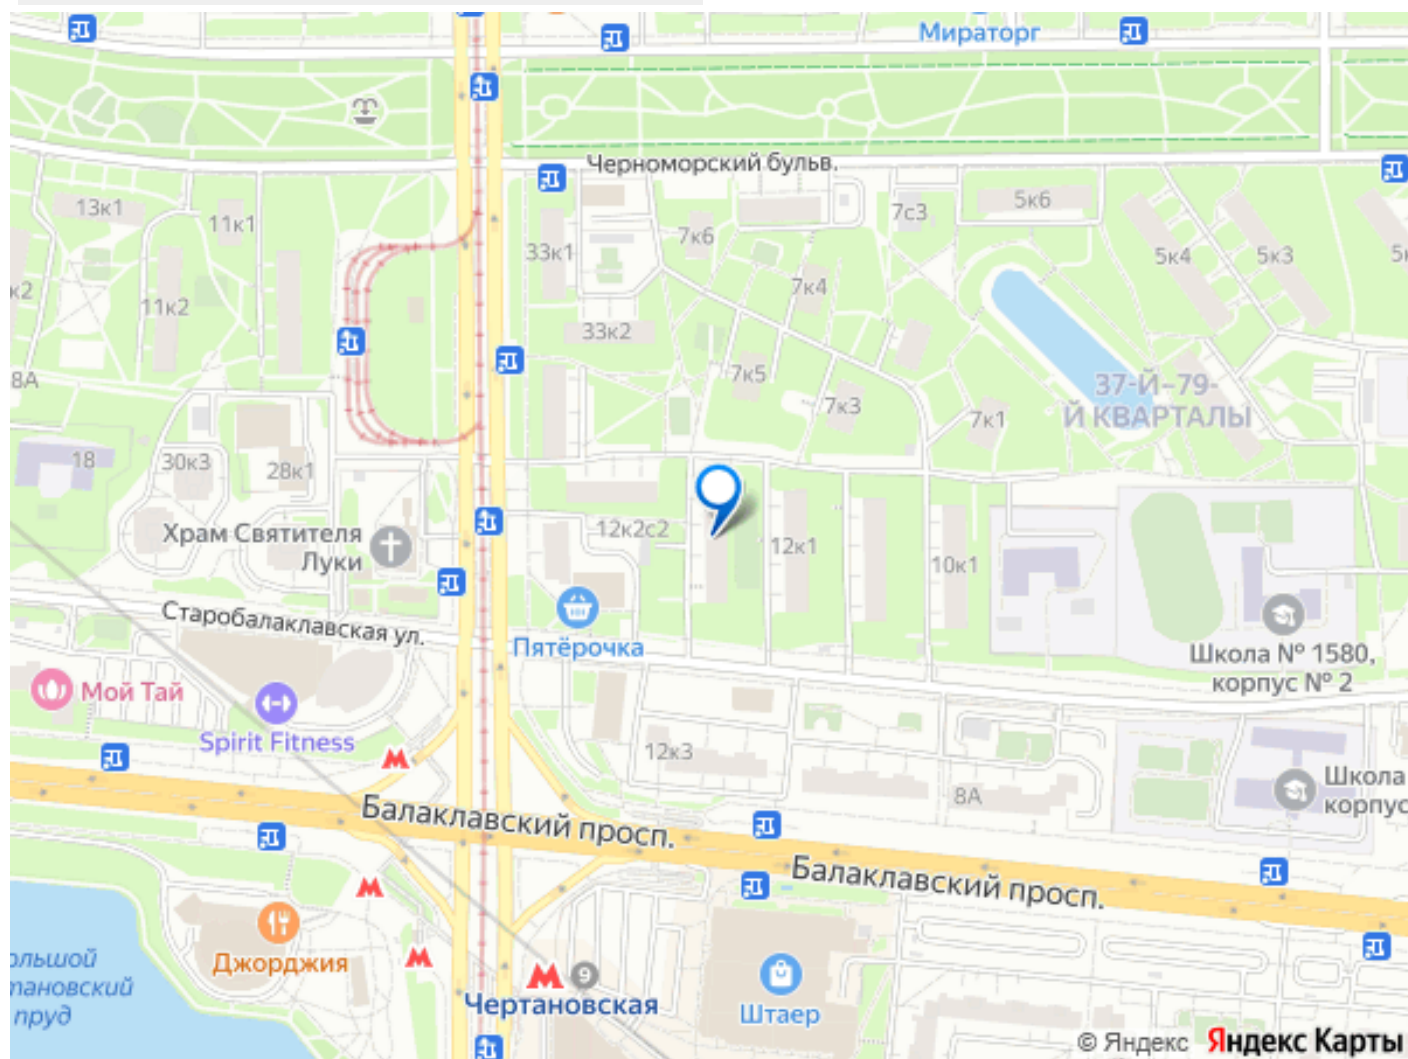 Мираторг
Черноморский бульв.
13к1
11к1
33к1
7к6
7с3
5к6
5к4
5к3
к2
11к2
33к2
7к4
8А
7к5
7к3
7к1
37-Й–79-
Й КВАРТАЛЫ
18
30к3
28к1
Храм Святителя
Луки
12к2с2
12к1
10к1
Старобалаклавская ул.
Пятёрочка
Школа № 1580,
корпус № 2
Мой Тай
Spirit Fitness
12к3
8А
Школа
корпус
Балаклавский просп.
Балаклавский просп.
Джорджия
Чертановская
9
Штаер
ольшой
тановский
пруд
© Яндекс Яндекс Карты